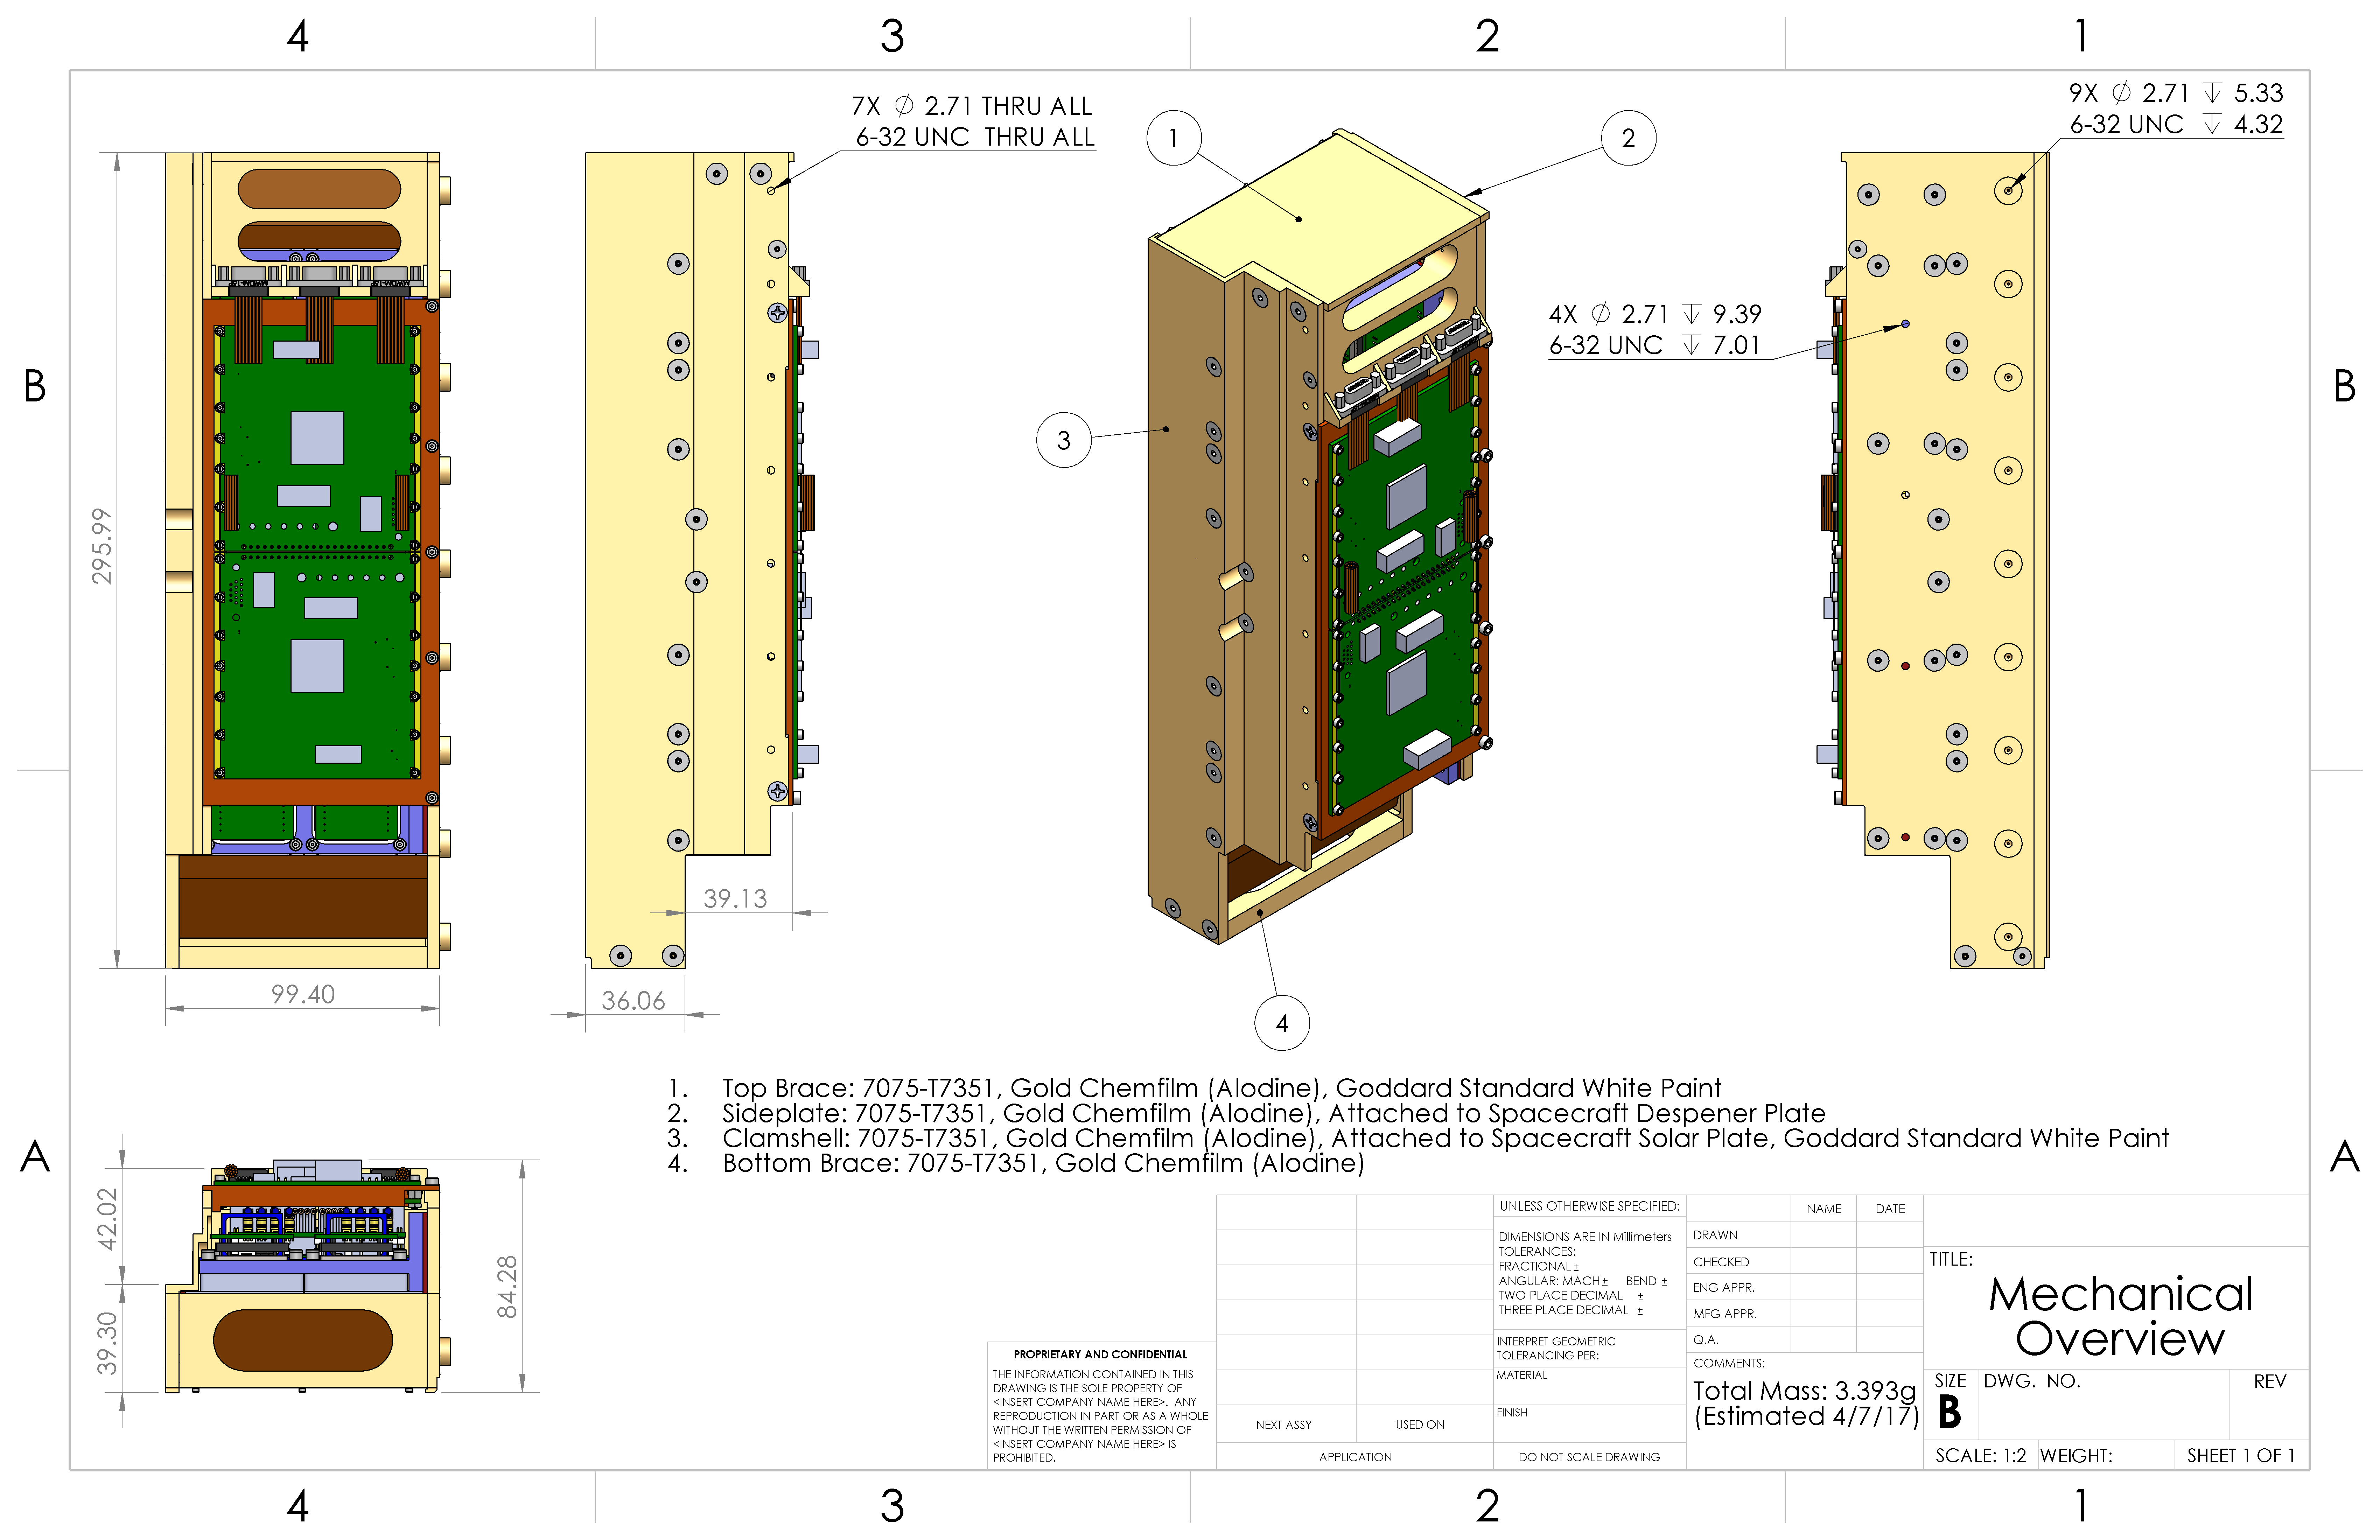 4 3 2 1
7X ∅ 2.71 THRU ALL
6-32 UNC THRU ALL
1
2
9X ∅ 2.71 ↧ 5.33
6-32 UNC ↧ 4.32
4X ∅ 2.71 ↧ 9.39
6-32 UNC ↧ 7.01
B
B
3
295.99
39.13
99.40
36.06
4
1. Top Brace: 7075-T7351, Gold Chemfilm (Alodine), Goddard Standard White Paint
2. Sideplate: 7075-T7351, Gold Chemfilm (Alodine), Attached to Spacecraft Despener Plate
3. Clamshell: 7075-T7351, Gold Chemfilm (Alodine), Attached to Spacecraft Solar Plate, Goddard Standard White Paint
4. Bottom Brace: 7075-T7351, Gold Chemfilm (Alodine)
A
A
42.02
39.30
84.28
PROPRIETARY AND CONFIDENTIAL
THE INFORMATION CONTAINED IN THIS
DRAWING IS THE SOLE PROPERTY OF
<INSERT COMPANY NAME HERE>. ANY
REPRODUCTION IN PART OR AS A WHOLE
WITHOUT THE WRITTEN PERMISSION OF
<INSERT COMPANY NAME HERE> IS
PROHIBITED.
NEXT ASSY
USED ON
APPLICATION
UNLESS OTHERWISE SPECIFIED:
DIMENSIONS ARE IN Millimeters
TOLERANCES:
FRACTIONAL ±
ANGULAR: MACH ± BEND ±
TWO PLACE DECIMAL ±
THREE PLACE DECIMAL ±
INTERPRET GEOMETRIC
TOLERANCING PER:
MATERIAL
FINISH
DO NOT SCALE DRAWING
NAME
DATE
DRAWN
CHECKED
ENG APPR.
MFG APPR.
Q.A.
COMMENTS:
Total Mass: 3.393g
(Estimated 4/7/17)
TITLE:
Mechanical
Overview
SIZE
B
DWG. NO.
REV
SCALE: 1:2
WEIGHT:
SHEET 1 OF 1
4 3 2 1